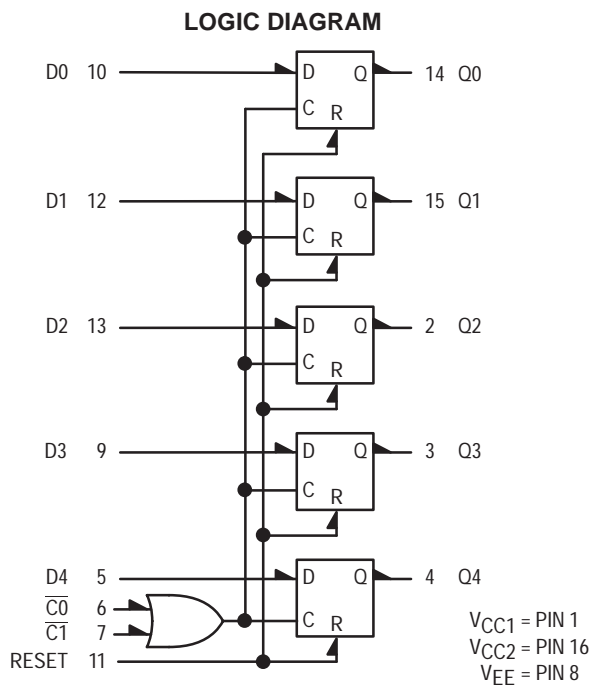 LOGIC DIAGRAM
D0 10 D Q 14 Q0
C R
D1 12 D Q 15 Q1
C R
D2 13 D Q 2 Q2
C R
D3 9 D Q 3 Q3
C R
D4 5 D Q 4 Q4
C0̅ 6
C R
C1̅ 7
RESET 11
VCC1 = PIN 1
VCC2 = PIN 16
VEE = PIN 8